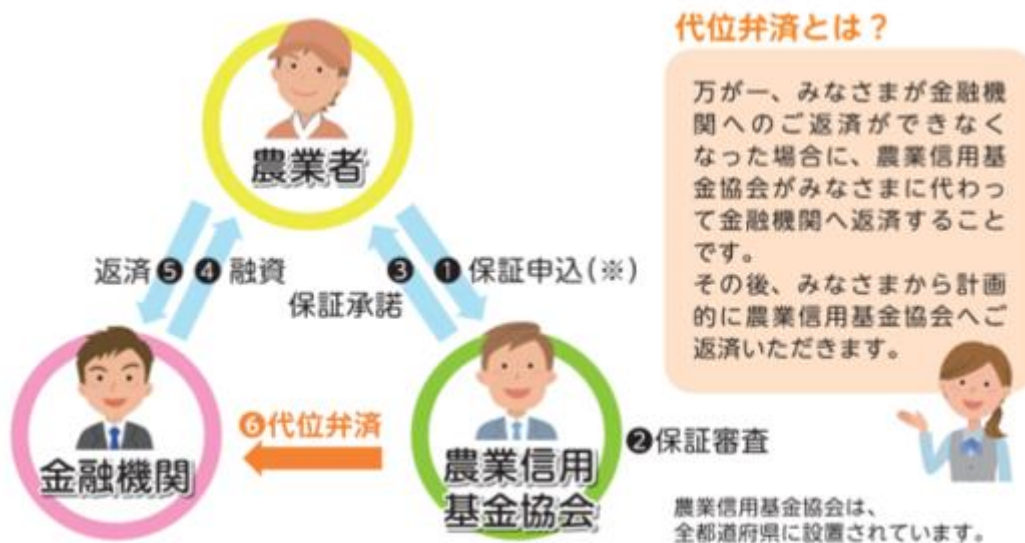 代位弁済とは？
万が一、みなさまが金融機
関へのご返済ができなく
なった場合に、農業信用基
金協会がみなさまに代わっ
て金融機関へ返済すること
です。
その後、みなさまから計画
的に農業信用基金協会へご
返済いただきます。
農業者
返済❺ ❹融資
❸ ❶保証申込(※)
保証承諾
❻代位弁済
金融機関
農業信用
基金協会
❷保証審査
農業信用基金協会は、
全都道府県に設置されています。